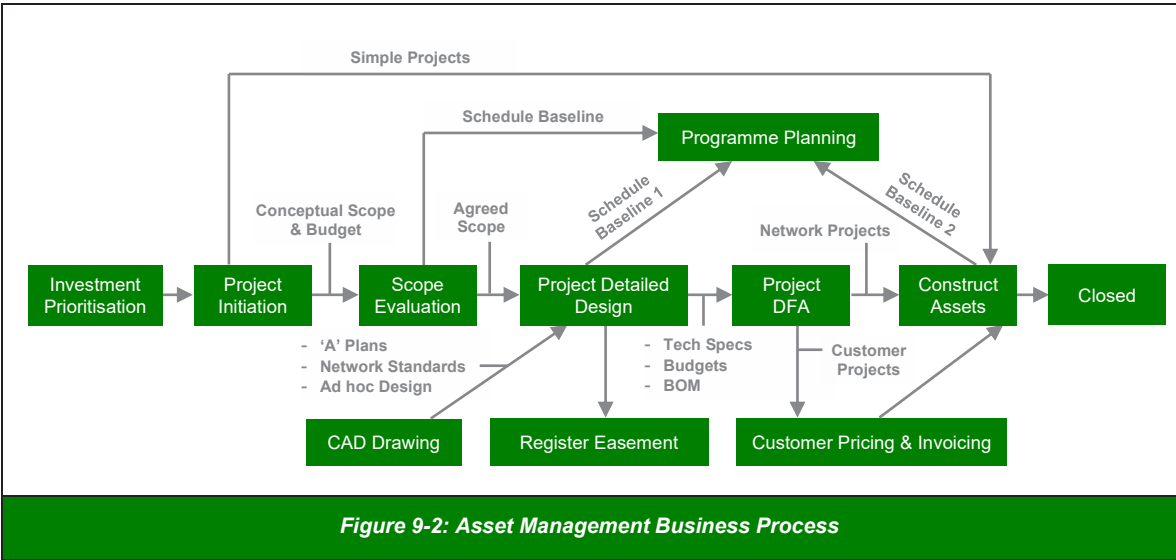 Simple Projects
Schedule Baseline
Programme Planning
Conceptual Scope
& Budget
Agreed
Scope
Schedule
Baseline 1
Schedule
Baseline 2
Network Projects
Investment
Prioritisation
Project
Initiation
Scope
Evaluation
Project Detailed
Design
Project
DFA
Construct
Assets
Closed
- ‘A’ Plans
- Network Standards
- Ad hoc Design
- Tech Specs
- Budgets
- BOM
Customer
Projects
CAD Drawing
Register Easement
Customer Pricing & Invoicing
Figure 9-2: Asset Management Business Process